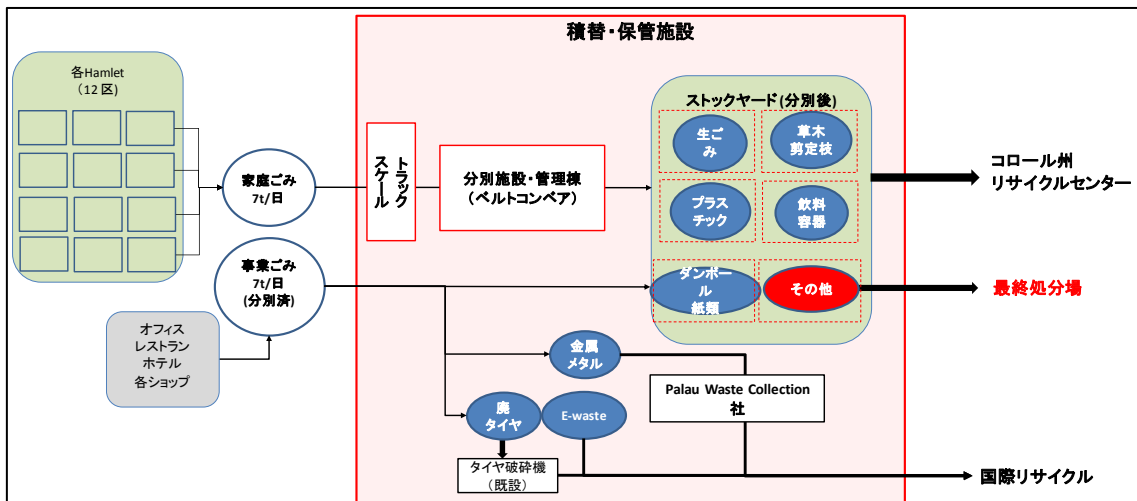 積替・保管施設
各Hamlet
（12 区）
家庭ごみ
7t/日
事業ごみ
7t/日
(分別済)
オフィス
レストラン
ホテル
各ショップ
トラック
スケール
分別施設・管理棟
（ベルトコンベア）
ストックヤード(分別後)
生ご
み
草木
剪定枝
プラス
チック
飲料
容器
ダンボー
ル
紙類
その他
コロール州
リサイクルセンター
最終処分場
金属
メタル
廃
タイヤ
E-waste
タイヤ破砕機
（既設）
Palau Waste Collection
社
国際リサイクル